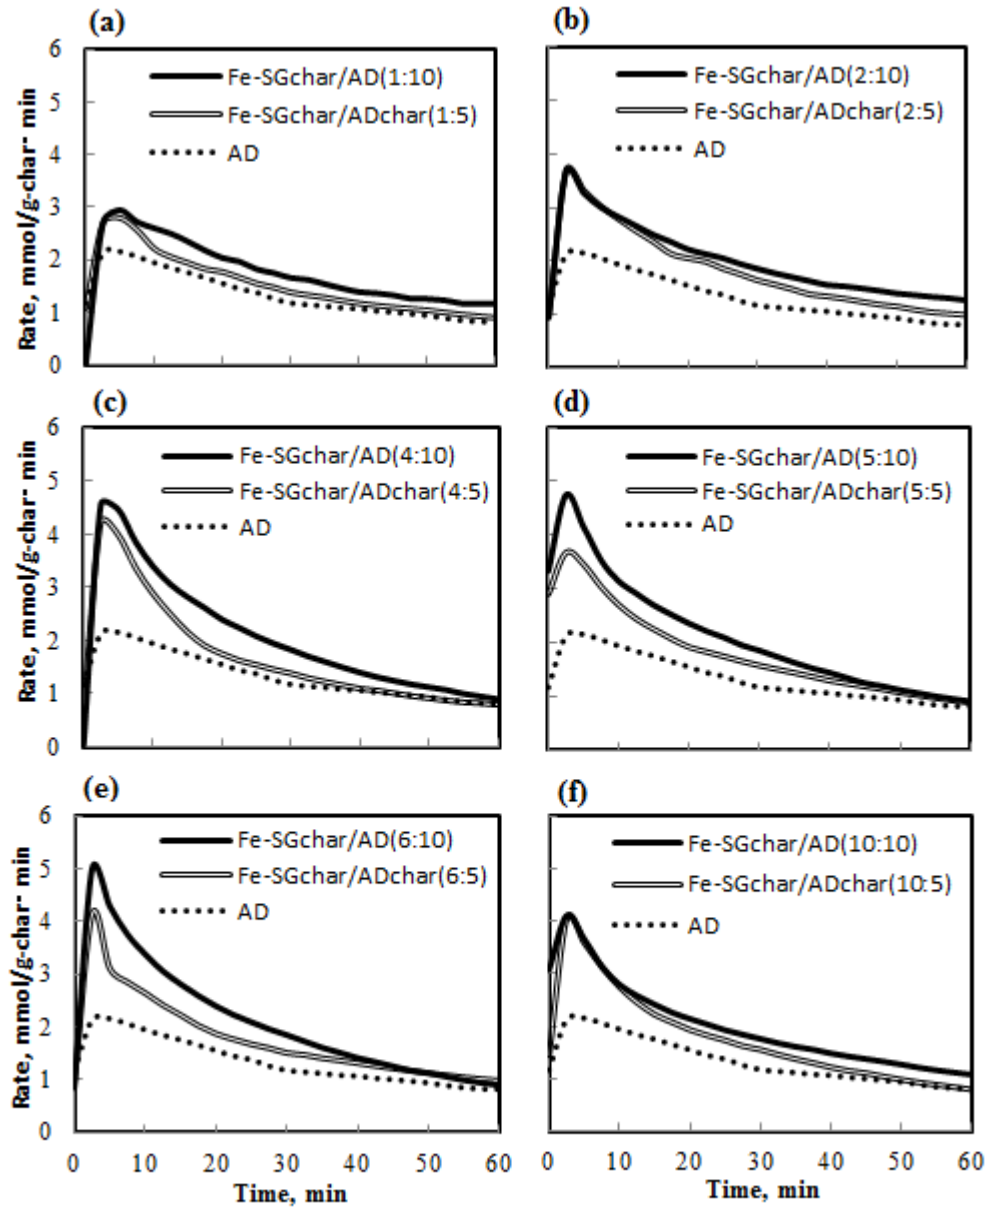 (a)
(b)
6
5
4
3
2
1
0
Rate, mmol/g-char· min
Fe-SGchar/AD(1:10)
Fe-SGchar/ADchar(1:5)
AD
Fe-SGchar/AD(2:10)
Fe-SGchar/ADchar(2:5)
AD
(c)
(d)
6
5
4
3
2
1
0
Rate, mmol/g-char· min
Fe-SGchar/AD(4:10)
Fe-SGchar/ADchar(4:5)
AD
Fe-SGchar/AD(5:10)
Fe-SGchar/ADchar(5:5)
AD
(e)
(f)
6
5
4
3
2
1
0
Rate, mmol/g-char· min
Fe-SGchar/AD(6:10)
Fe-SGchar/ADchar(6:5)
AD
Fe-SGchar/AD(10:10)
Fe-SGchar/ADchar(10:5)
AD
0 10 20 30 40 50 60
Time, min
0 10 20 30 40 50 60
Time, min